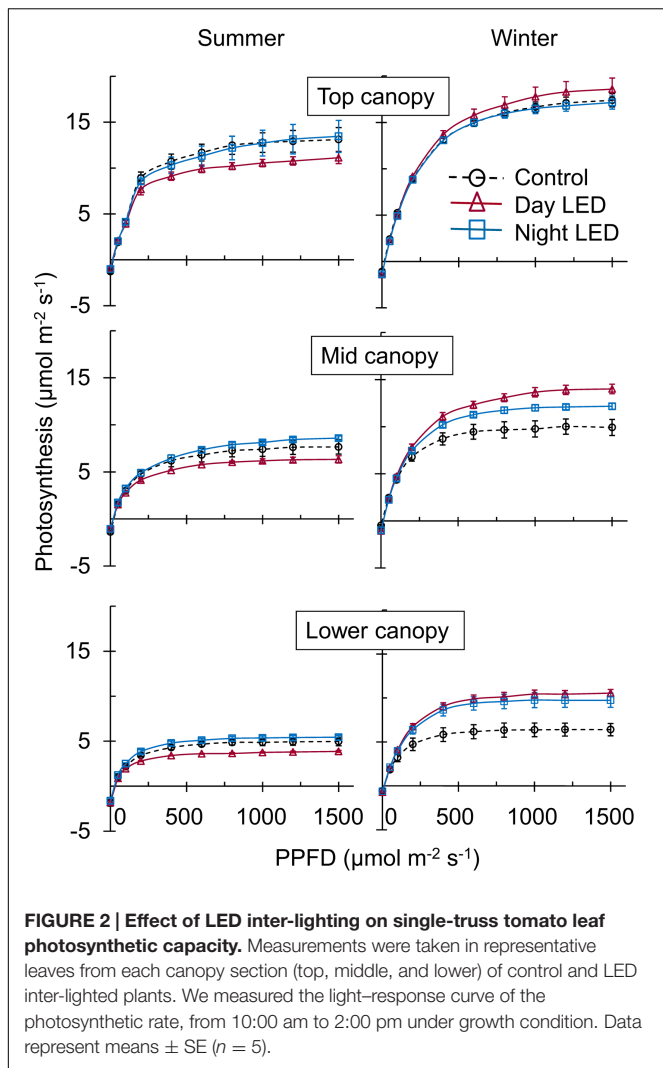 Summer
Winter
Top canopy
15
5
-5
Control
Day LED
Night LED
Mid canopy
15
5
-5
Photosynthesis (µmol m-2 s-1)
Lower canopy
15
5
-5
0 500 1000 1500
0 500 1000 1500
PPFD (µmol m-2 s-1)
FIGURE 2 | Effect of LED inter-lighting on single-truss tomato leaf
photosynthetic capacity. Measurements were taken in representative
leaves from each canopy section (top, middle, and lower) of control and LED
inter-lighted plants. We measured the light–response curve of the
photosynthetic rate, from 10:00 am to 2:00 pm under growth condition. Data
represent means ± SE (n = 5).